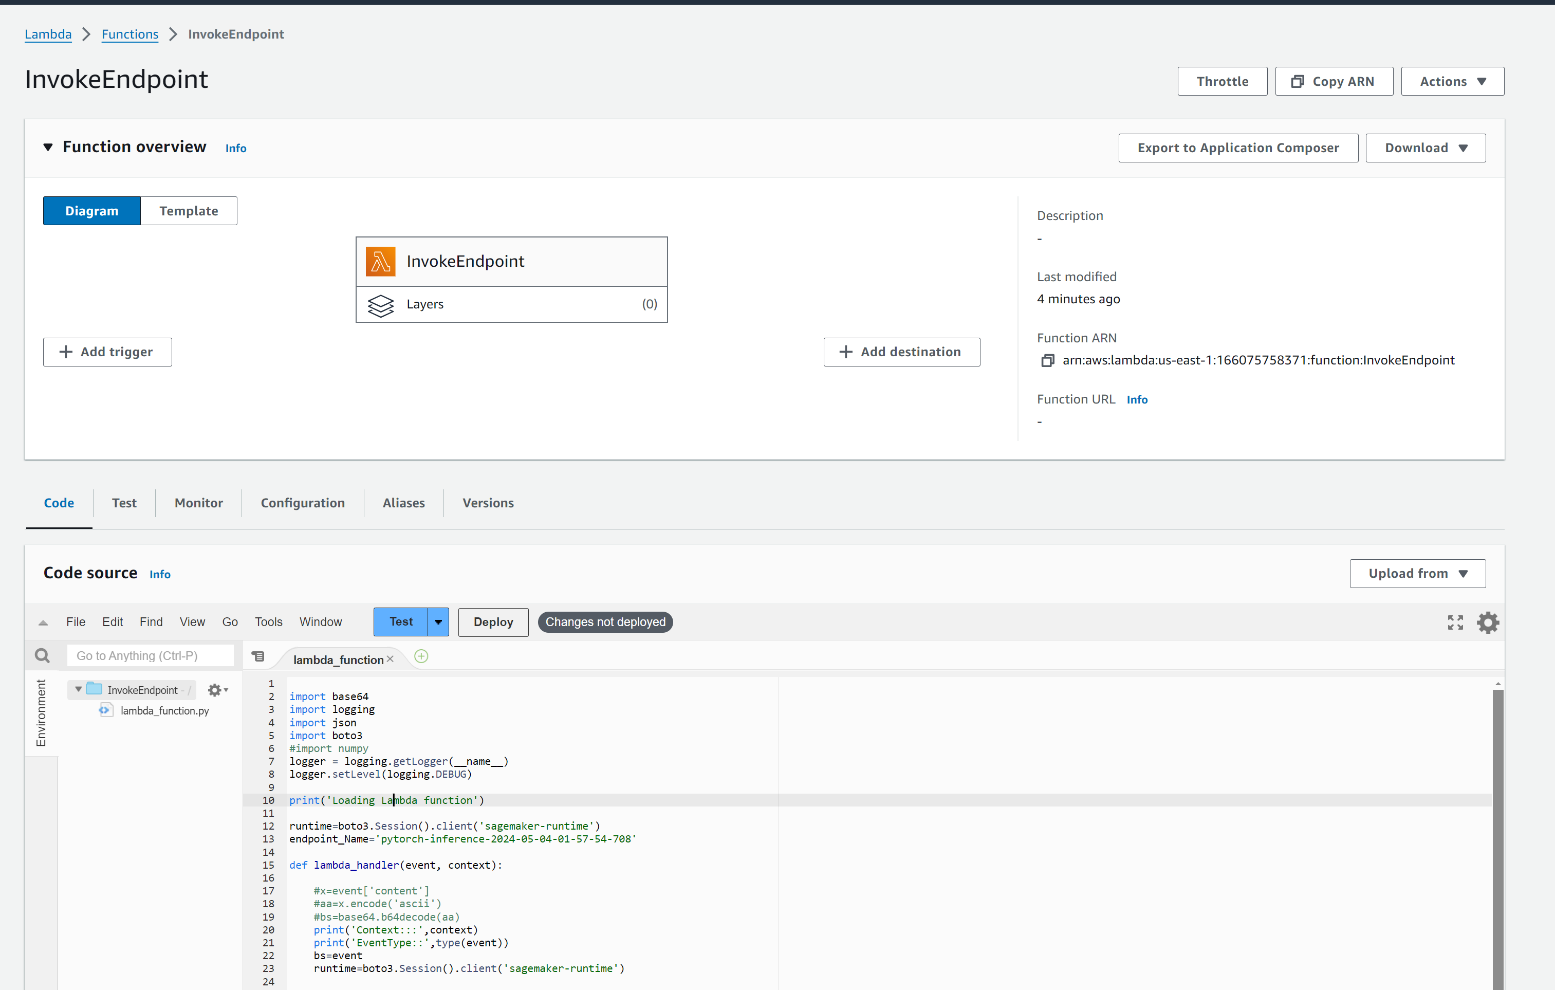 Lambda > Functions > InvokeEndpoint
InvokeEndpoint
Throttle Copy ARN Actions
Function overview Info
Export to Application Composer Download
Diagram Template
InvokeEndpoint
Layers (0)
+ Add trigger
+ Add destination
Description
-
Last modified
4 minutes ago
Function ARN
arn:aws:lambda:us-east-1:166075758371:function:InvokeEndpoint
Function URL Info
-
Code Test Monitor Configuration Aliases Versions
Code source Info
Upload from
File Edit Find View Go Tools Window Test Deploy Changes not deployed
Go to Anything (Ctrl-P)
lambda_function
Environment
InvokeEndpoint - /
lambda_function.py
1
2 import base64
3 import logging
4 import json
5 import boto3
6 #import numpy
7 logger = logging.getLogger(__name__)
8 logger.setLevel(logging.DEBUG)
9
10 print('Loading Lambda function')
11
12 runtime=boto3.Session().client('sagemaker-runtime')
13 endpoint_Name='pytorch-inference-2024-05-04-01-57-54-708'
14
15 def lambda_handler(event, context):
16
17 #x=event['content']
18 #aa=x.encode('ascii')
19 #bs=base64.b64decode(aa)
20 print('Context:::',context)
21 print('EventType::',type(event))
22 bs=event
23 runtime=boto3.Session().client('sagemaker-runtime')
24